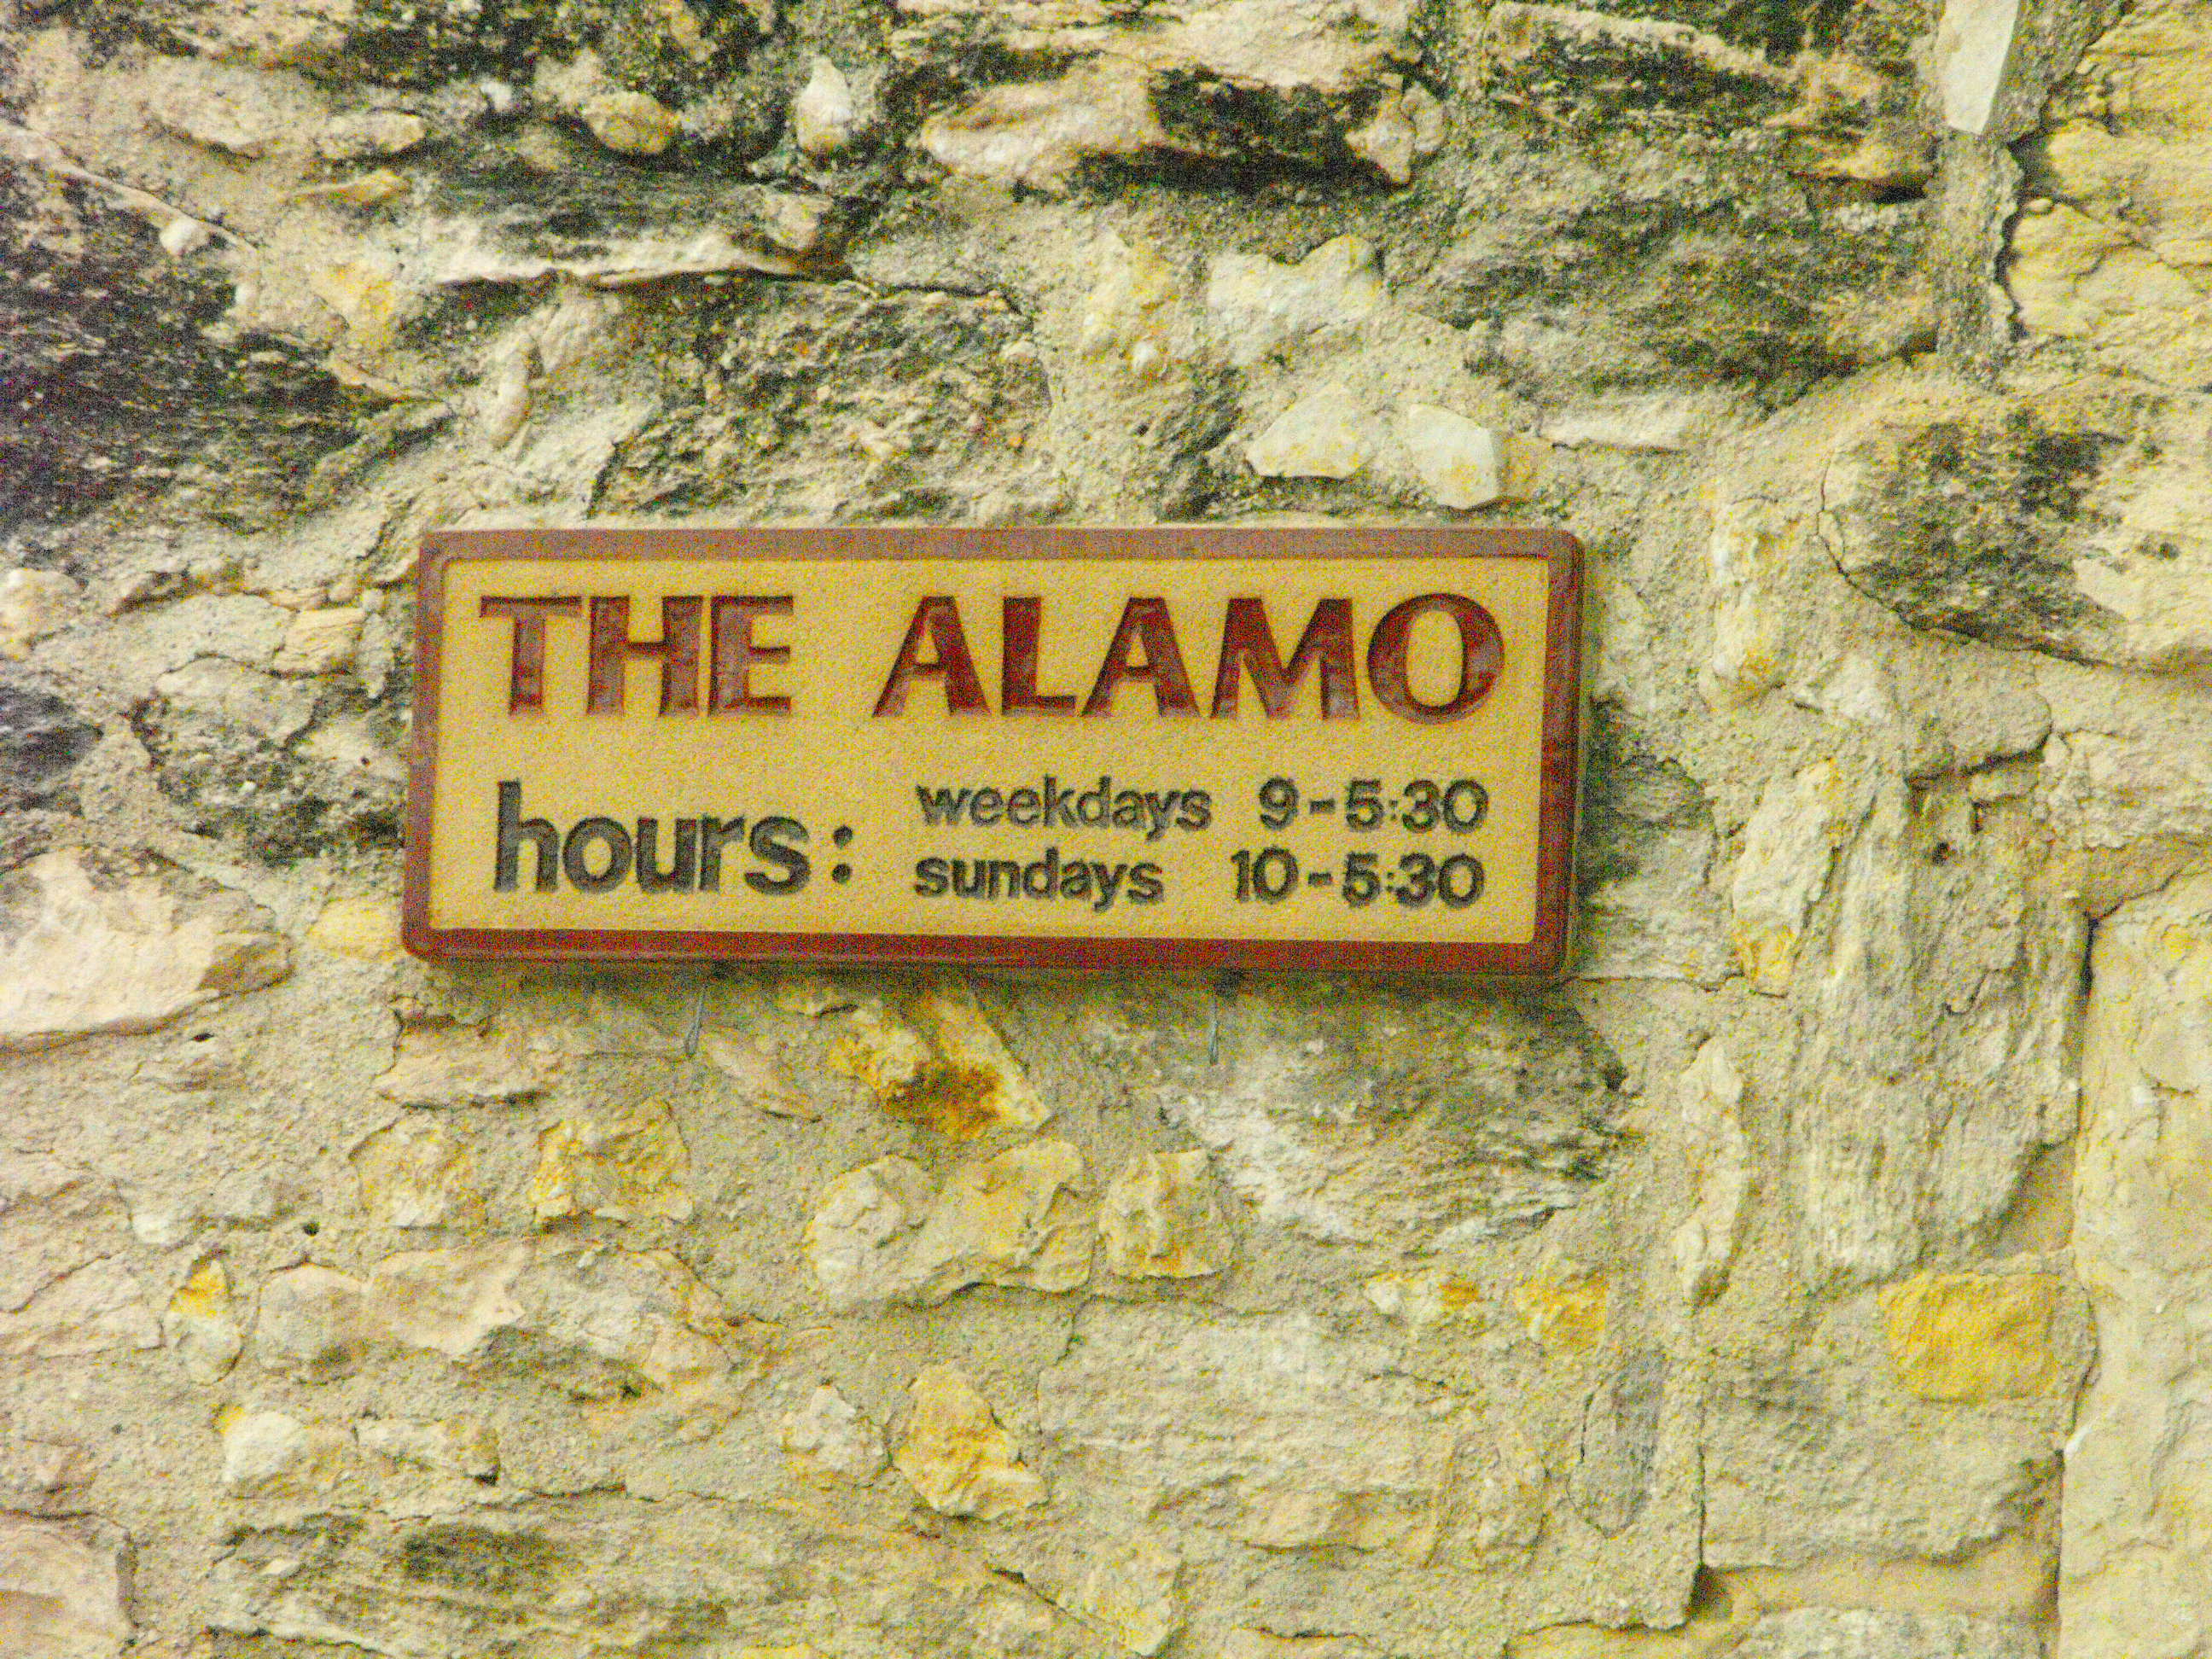 THE ALAMO
hours:
weekdays 9-5:30
sundays 10-5:30